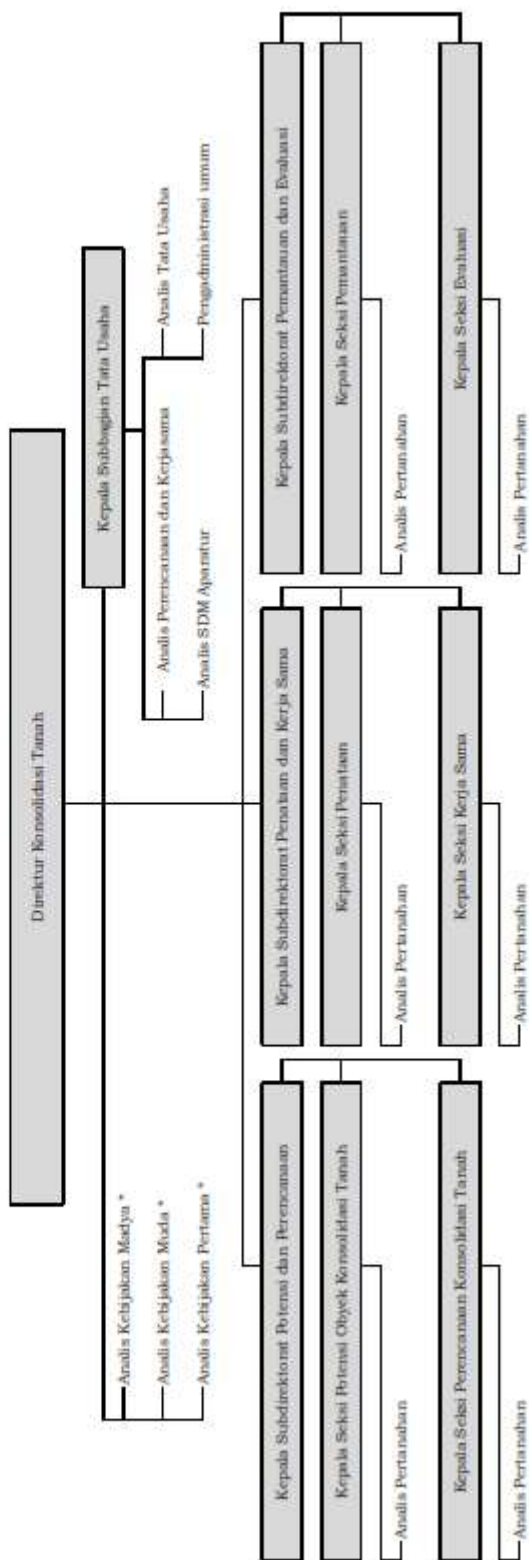 Direktur Konsolidasi Tanah
Kepala Subbagian Tata Usaha
Analis Kebijakan Madya *
Analis Kebijakan Muda *
Analis Kebijakan Pertama *
Analis Perencanaan dan Kerjasama
Analis SDM Aparatur
Analis Tata Usaha
Pengadministrasi umum
Kepala Subdirektorat Potensi dan Perencanaan
Kepala Seksi Potensi Obyek Konsolidasi Tanah
Analis Pertanahan
Kepala Seksi Perencanaan Konsolidasi Tanah
Analis Pertanahan
Kepala Subdirektorat Penataan dan Kerja Sama
Kepala Seksi Penataan
Analis Pertanahan
Kepala Seksi Kerja Sama
Analis Pertanahan
Kepala Subdirektorat Pemantauan dan Evaluasi
Kepala Seksi Pemantauan
Analis Pertanahan
Kepala Seksi Evaluasi
Analis Pertanahan